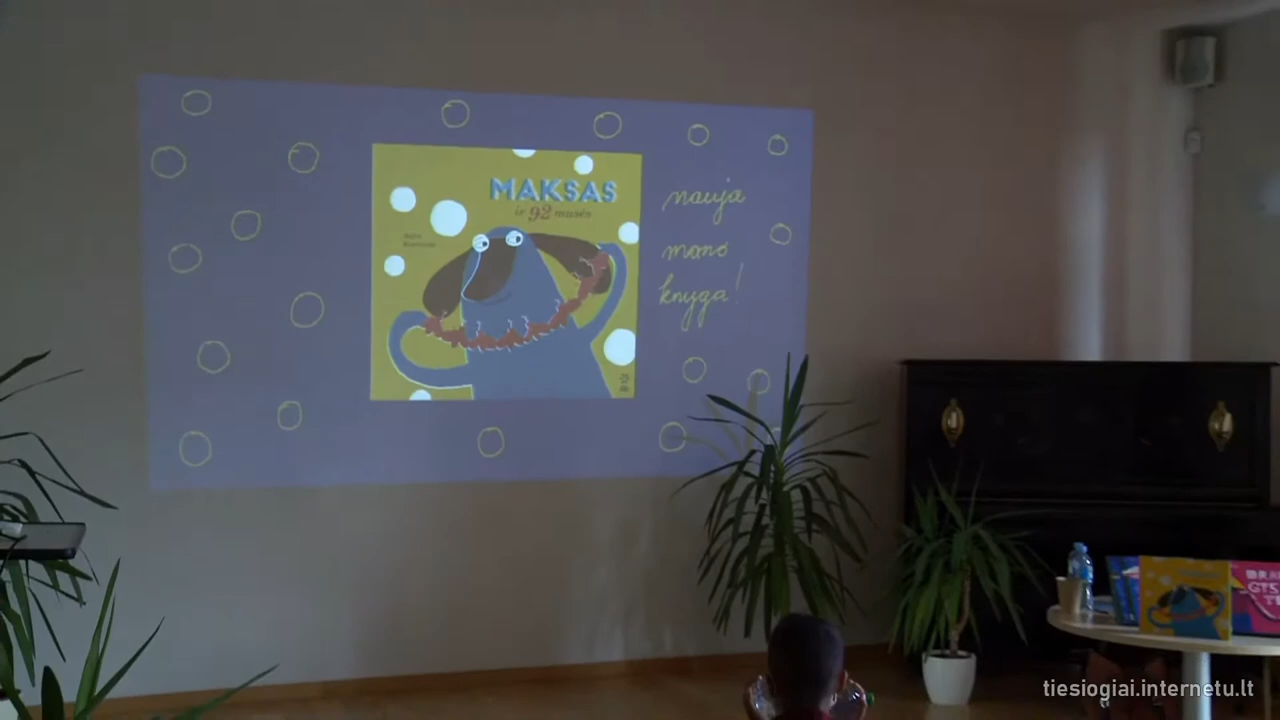 MAKSAS
ir 92 musės
nauja
mano
knyga!
tiesiogiai.internetu.lt